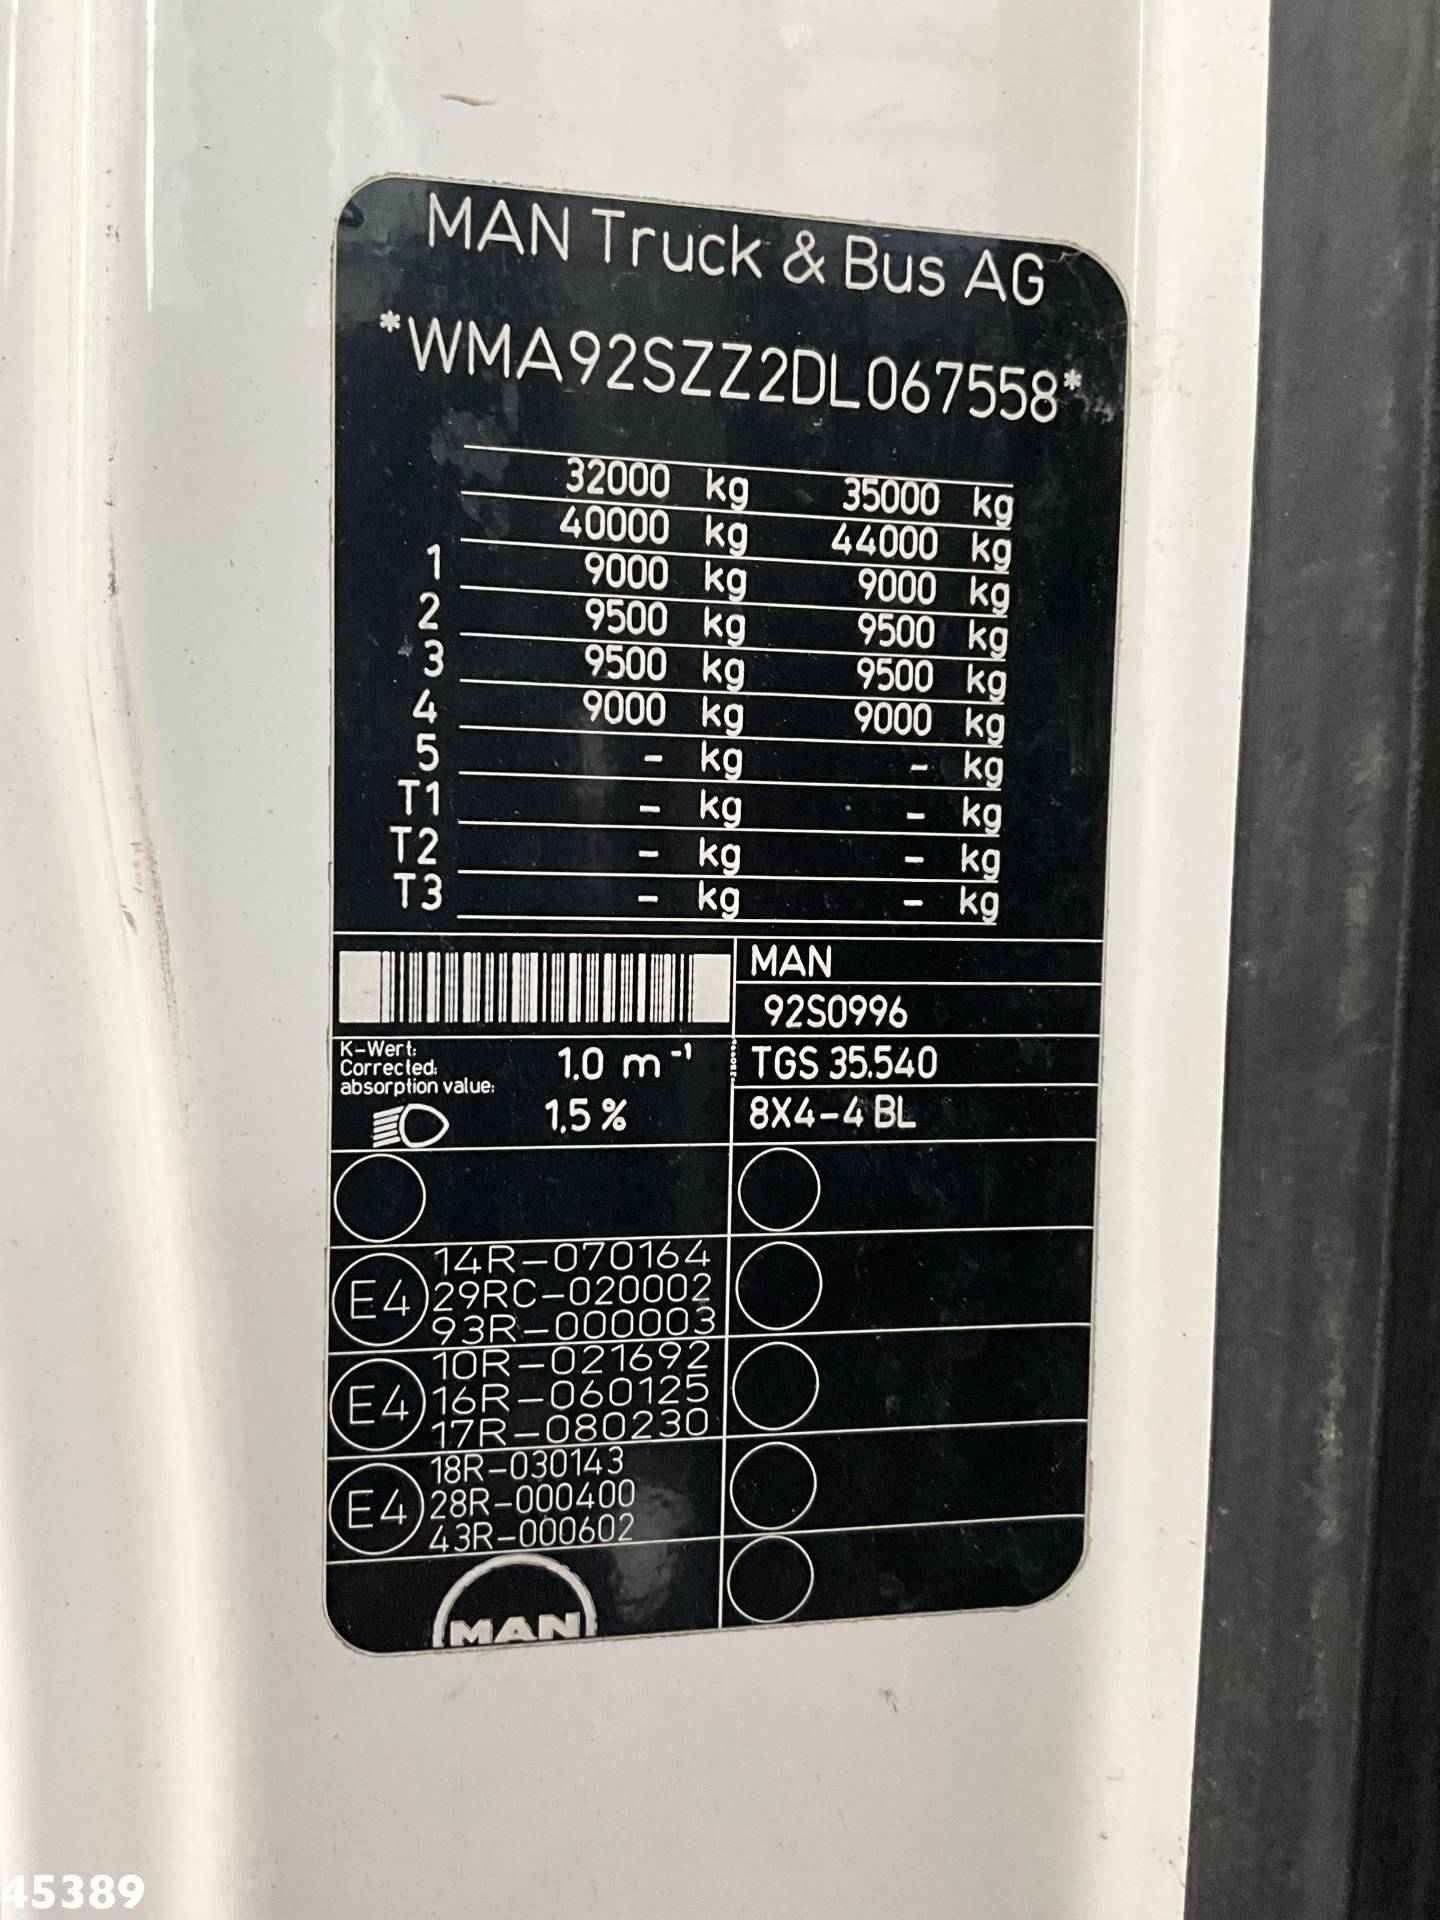 MAN Truck & Bus AG
*WMA92SZZ2DL067558*
32000 kg 35000 kg
40000 kg 44000 kg
1 9000 kg 9000 kg
2 9500 kg 9500 kg
3 9500 kg 9500 kg
4 9000 kg 9000 kg
5 - kg - kg
T1 - kg - kg
T2 - kg - kg
T3 - kg - kg
MAN
92S0996
K-Wert:
Corrected:
absorption value:
1.0 m⁻¹
1,5 %
TGS 35.540
8X4-4 BL
E4
14R-070164
29RC-020002
93R-000003
E4
10R-021692
16R-060125
17R-080230
E4
18R-030143
28R-000400
43R-000602
MAN
45389